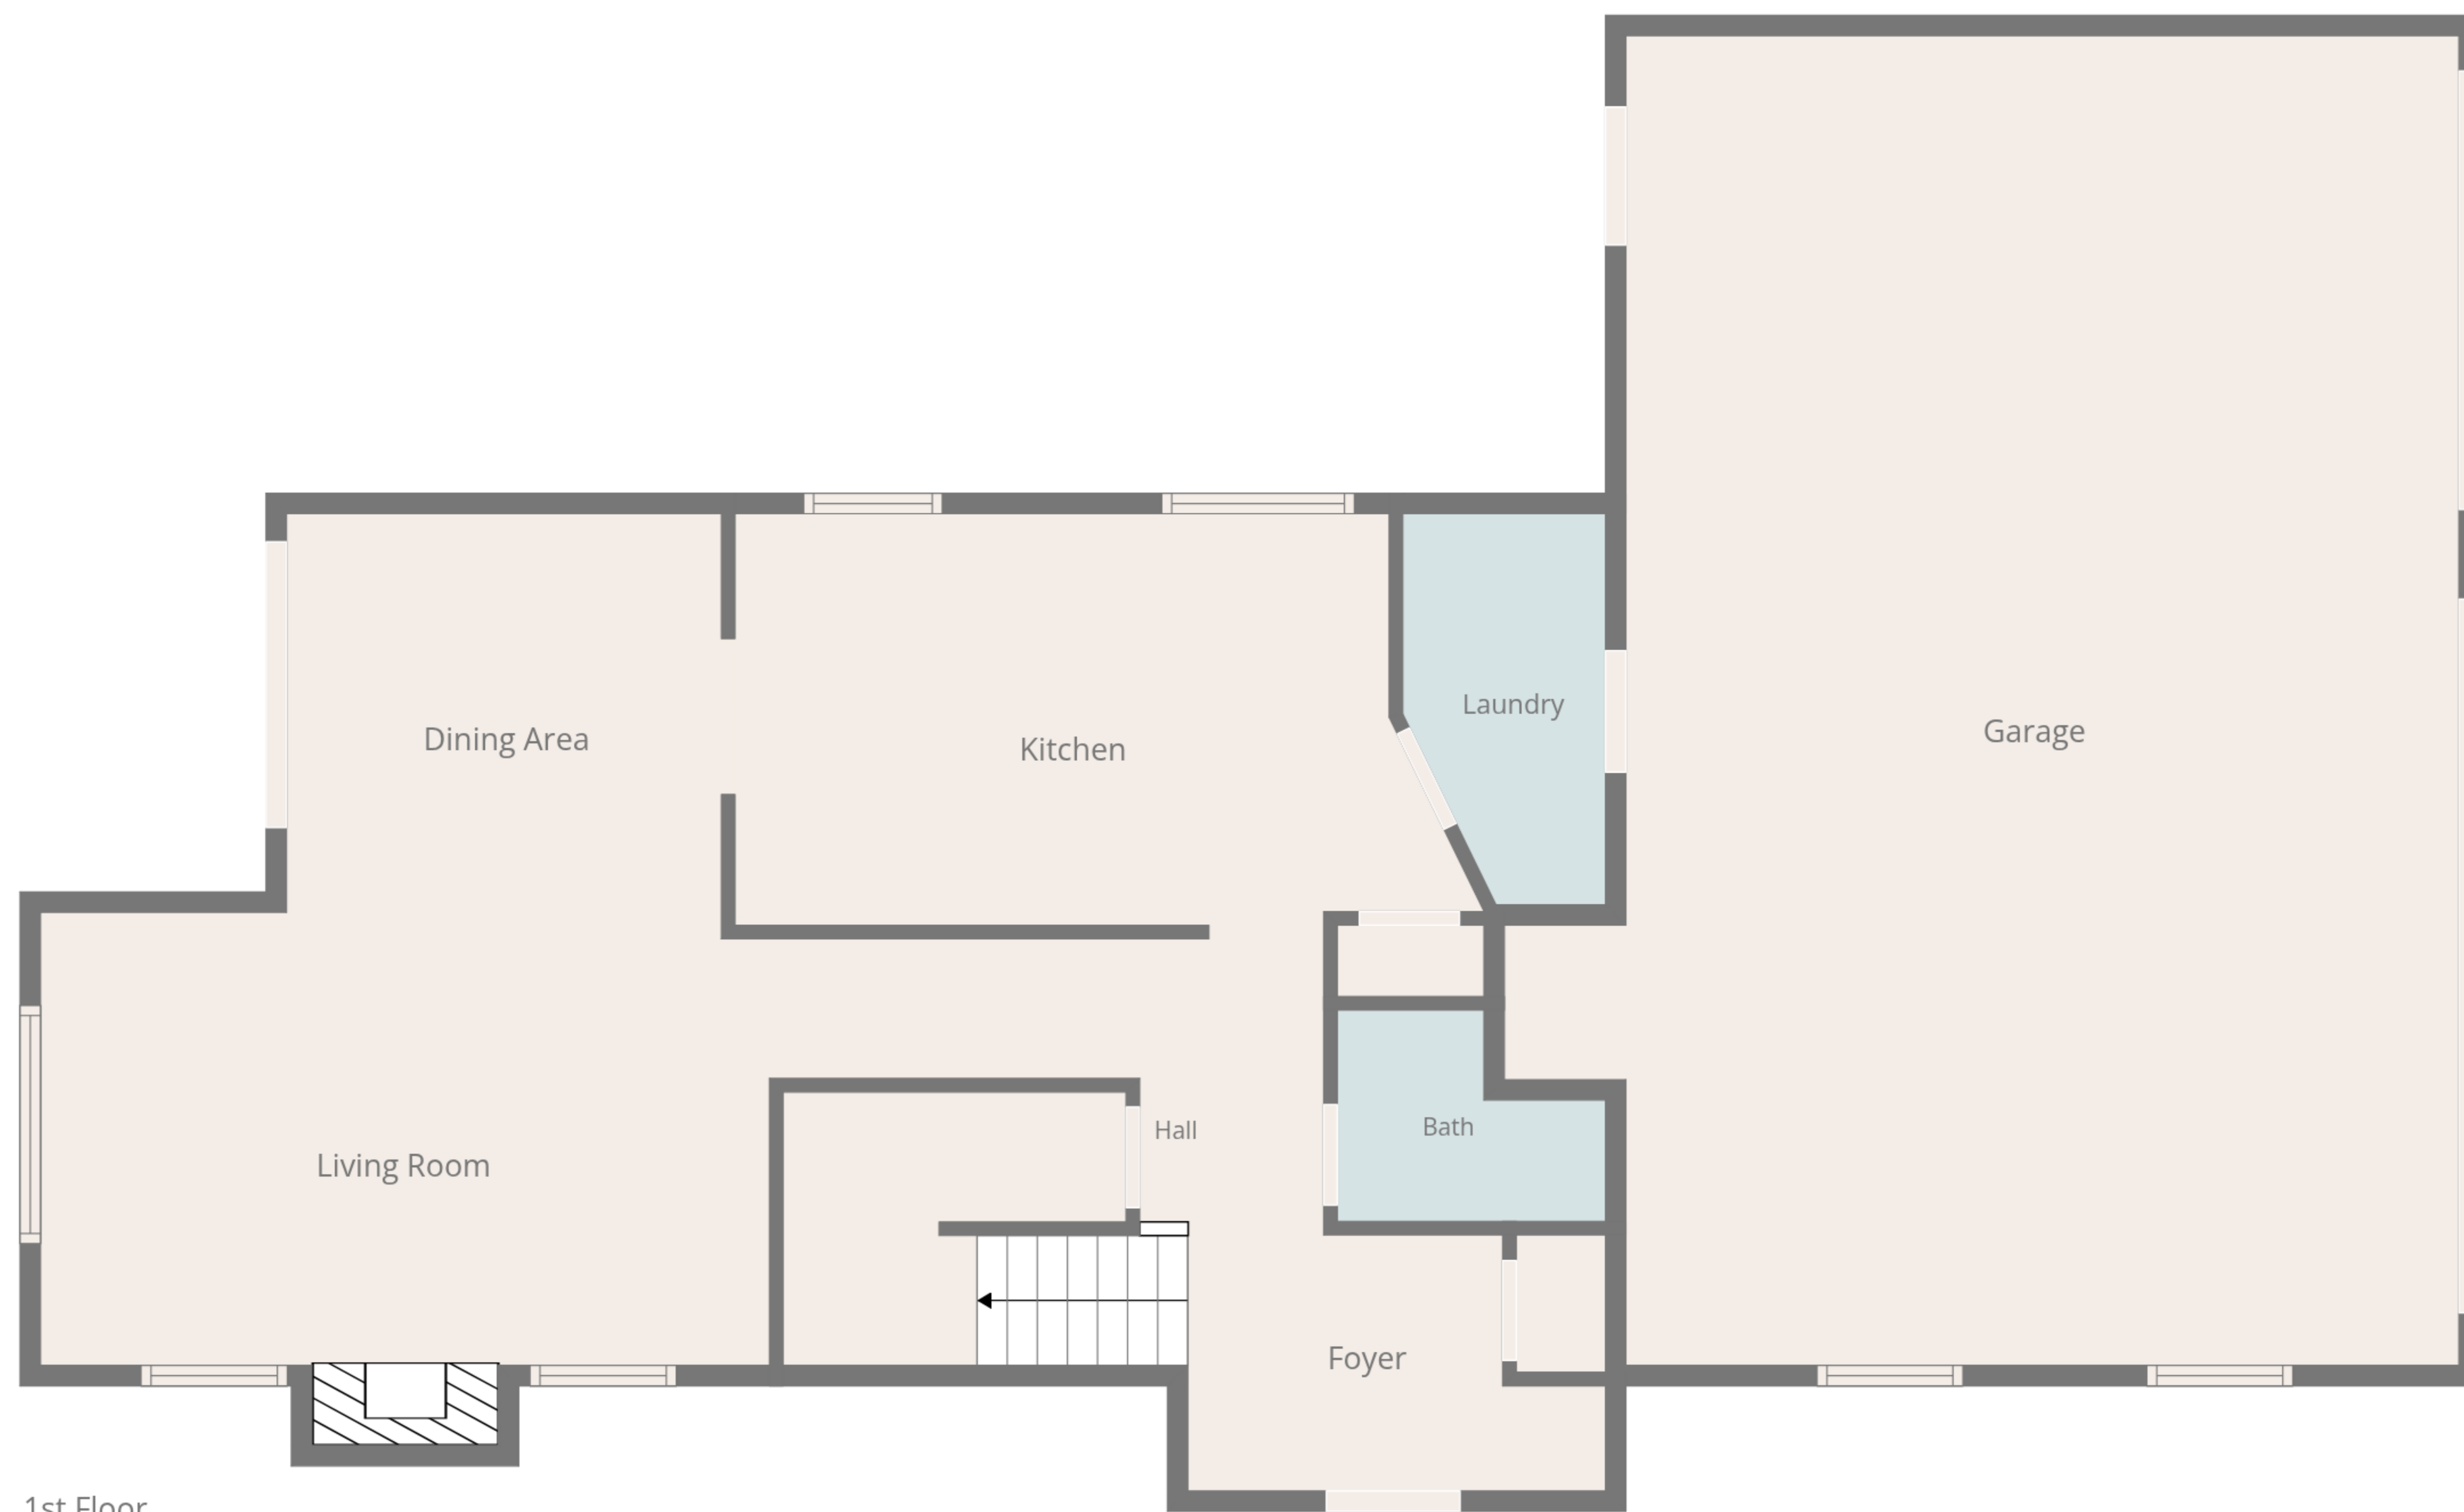 Laundry
Garage
Dining Area
Kitchen
Hall
Bath
Living Room
Foyer
1st Floor